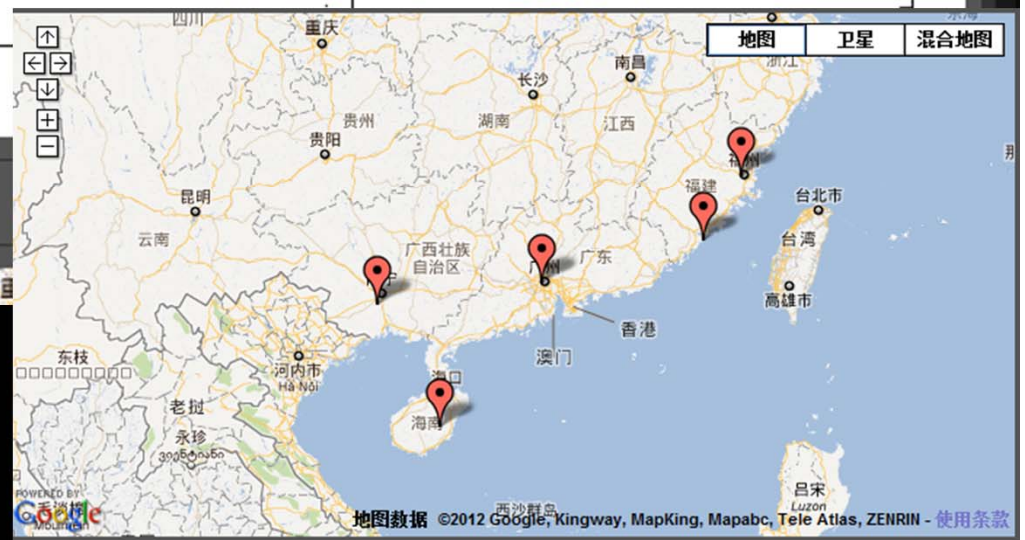 四川
重庆
地图
卫星
混合地图
浙江
南昌
长沙
贵州
湖南
江西
贵阳
福州
福建
昆明
台北市
云南
台湾
广西壮族
自治区
广州
广东
高雄市
香港
澳门
东枝
河内市
Hà Nội
海口
老挝
海南
永珍
吕宋
Luzon
西沙群岛
POWERED BY
Google
地图数据 ©2012 Google, Kingway, MapKing, Mapabc, Tele Atlas, ZENRIN - 使用条款